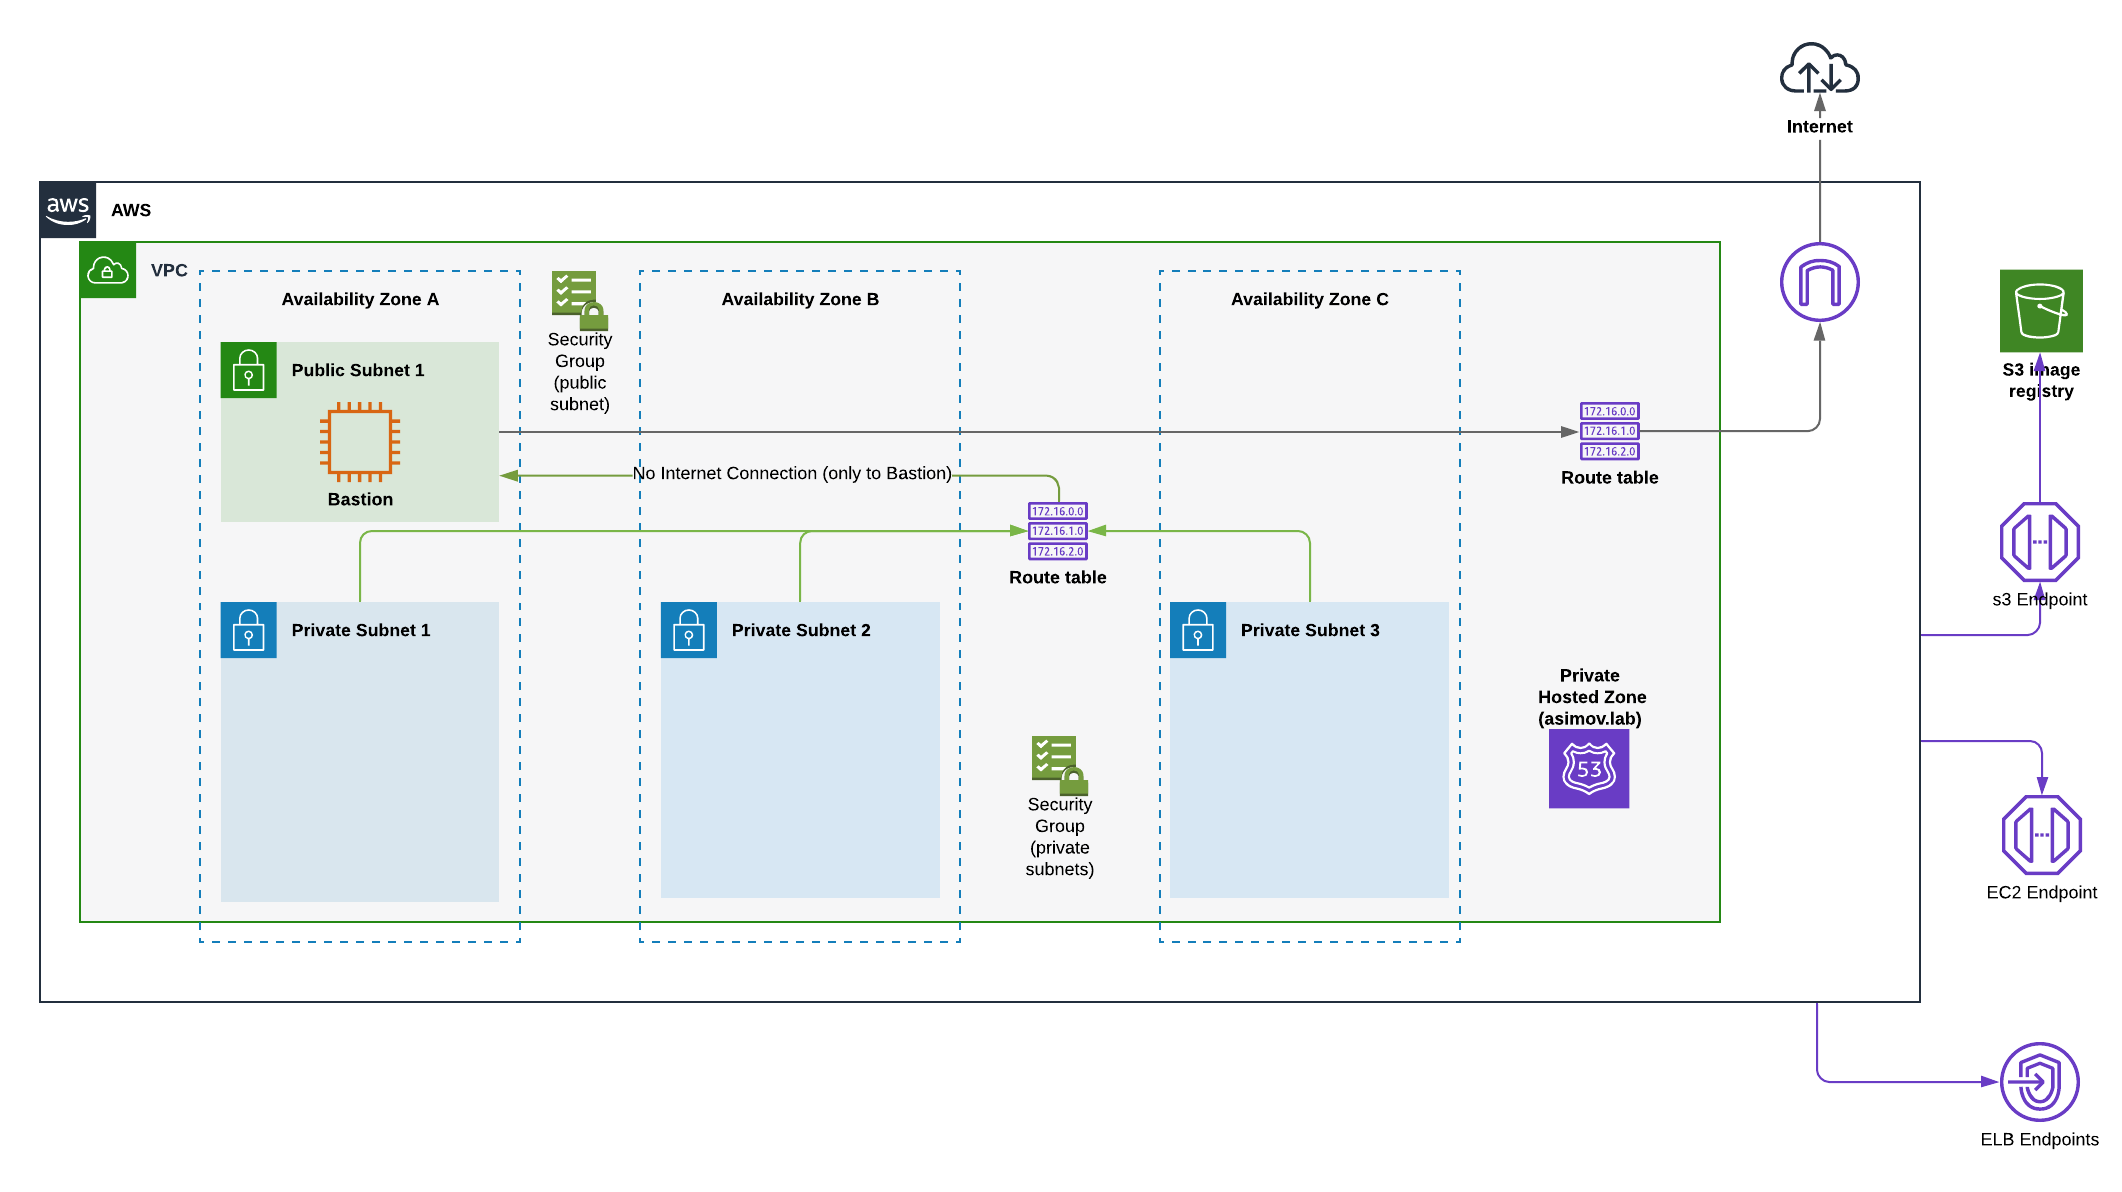 Internet
aws
AWS
VPC
Availability Zone A
Availability Zone B
Availability Zone C
Security
Group
(public
subnet)
Public Subnet 1
Bastion
S3 image
registry
172.16.0.0
172.16.1.0
172.16.2.0
Route table
No Internet Connection (only to Bastion)
172.16.0.0
172.16.1.0
172.16.2.0
Route table
s3 Endpoint
Private Subnet 1
Private Subnet 2
Private Subnet 3
Private
Hosted Zone
(asimov.lab)
53
Security
Group
(private
subnets)
EC2 Endpoint
ELB Endpoints